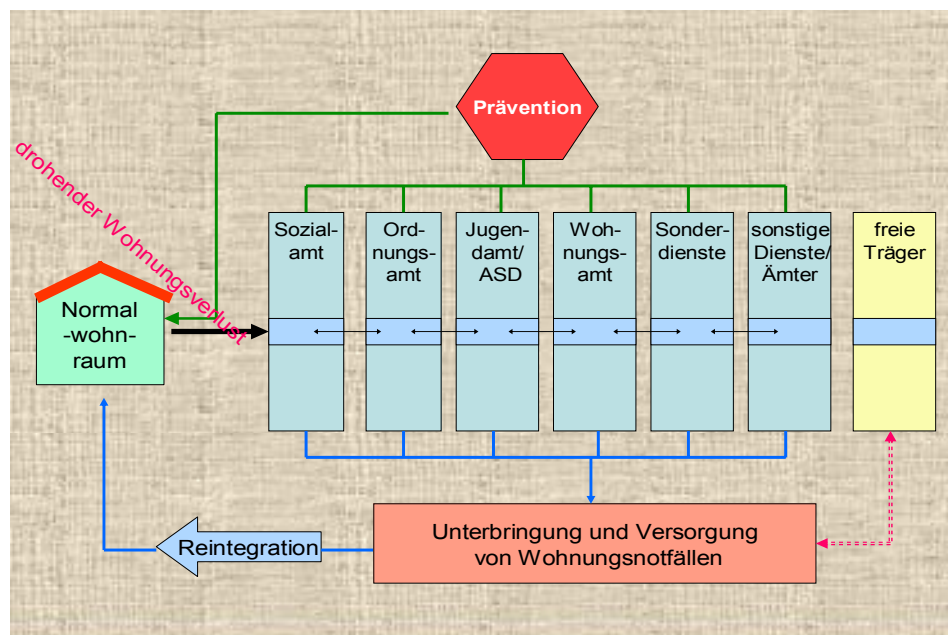 Prävention
drohender Wohnungsverlust
Sozial-
amt
Ord-
nungs-
amt
Jugen-
damt/
ASD
Woh-
nungs-
amt
Sonder-
dienste
sonstige
Dienste/
Ämter
freie
Träger
Normal
-wohn-
raum
Unterbringung und Versorgung
von Wohnungsnotfällen
Reintegration